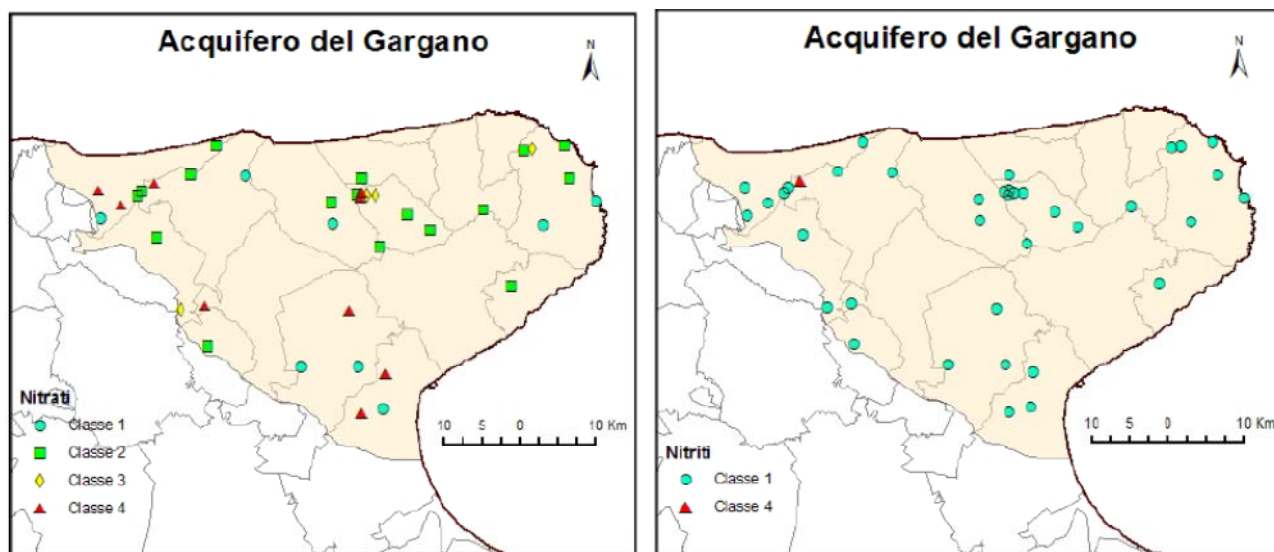 Acquifero del Gargano
N
Nitrati
Classe 1
Classe 2
Classe 3
Classe 4
10 5 0 10 Km
Acquifero del Gargano
N
Nitriti
Classe 1
Classe 4
10 5 0 10 Km